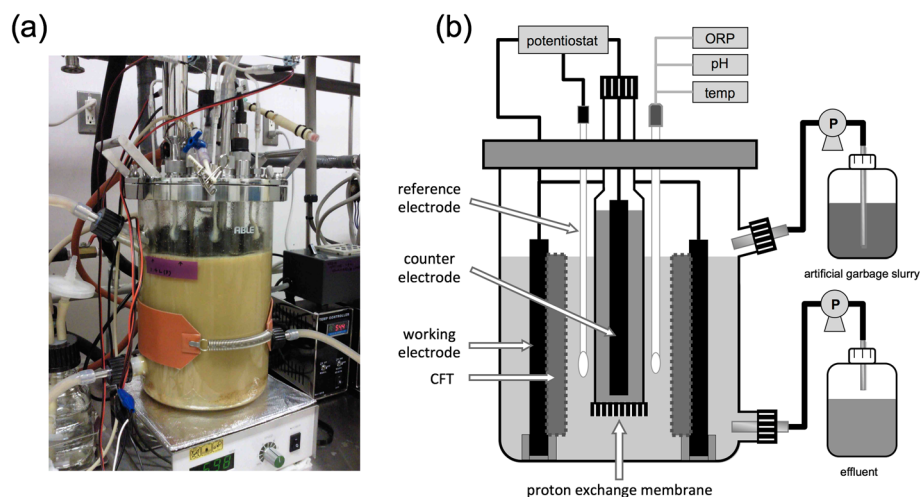 (a)
ABLE
(b)
potentiostat
ORP
pH
temp
P
reference
electrode
counter
electrode
working
electrode
CFT
artificial garbage slurry
P
effluent
proton exchange membrane